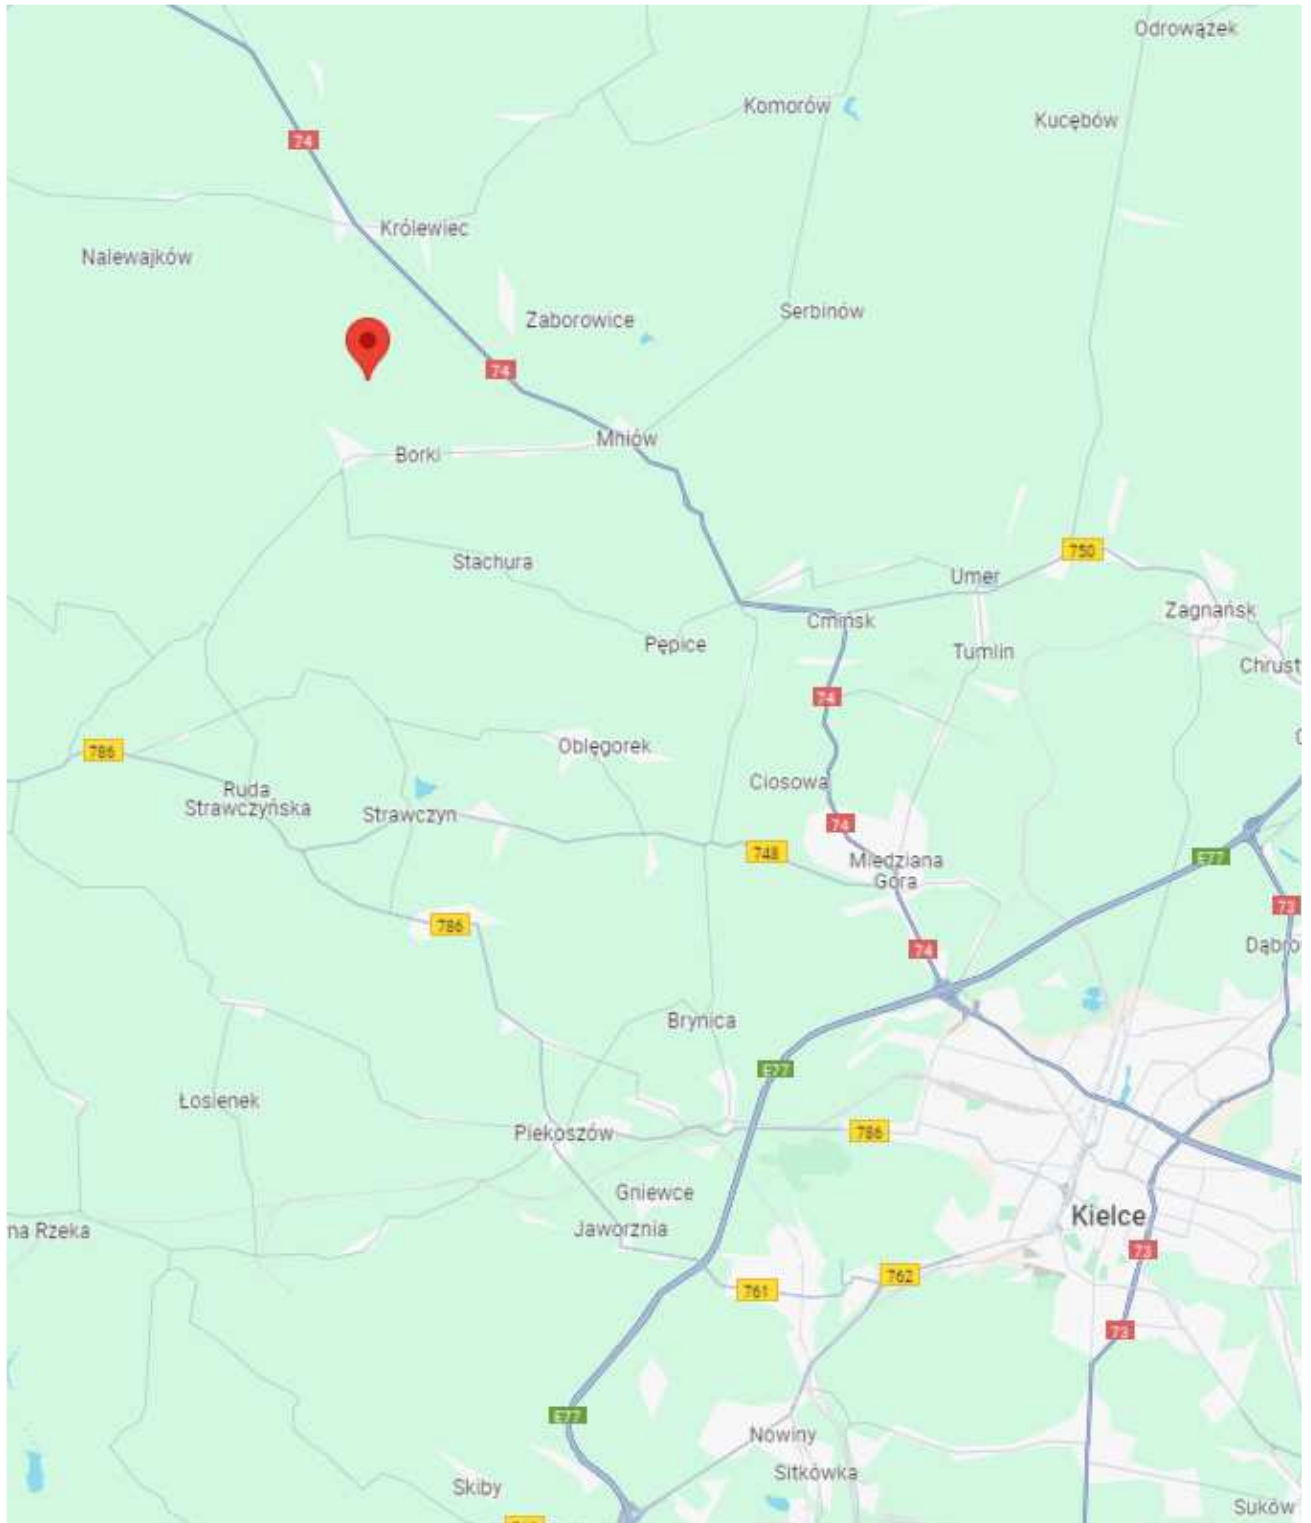 Odrowążek
Komorów
Kucębów
74
Królewiec
Nalewajków
Serbinów
Zaborowice
74
Mniów
Borki
750
Stachura
Umer
Zagnańsk
Cmińsk
Pępice
Tumlin
Chrust
74
Oblęgorek
786
Ciosowa
Ruda
Strawczyńska
Strawczyn
74
748
Miedziana
Góra
E77
73
786
74
Dąbro
Brynica
E77
Łosienek
Piekoszów
786
Gniewce
Kielce
Jaworznia
na Rzeka
73
762
761
73
E77
Nowiny
Sitkówka
Skiby
Suków